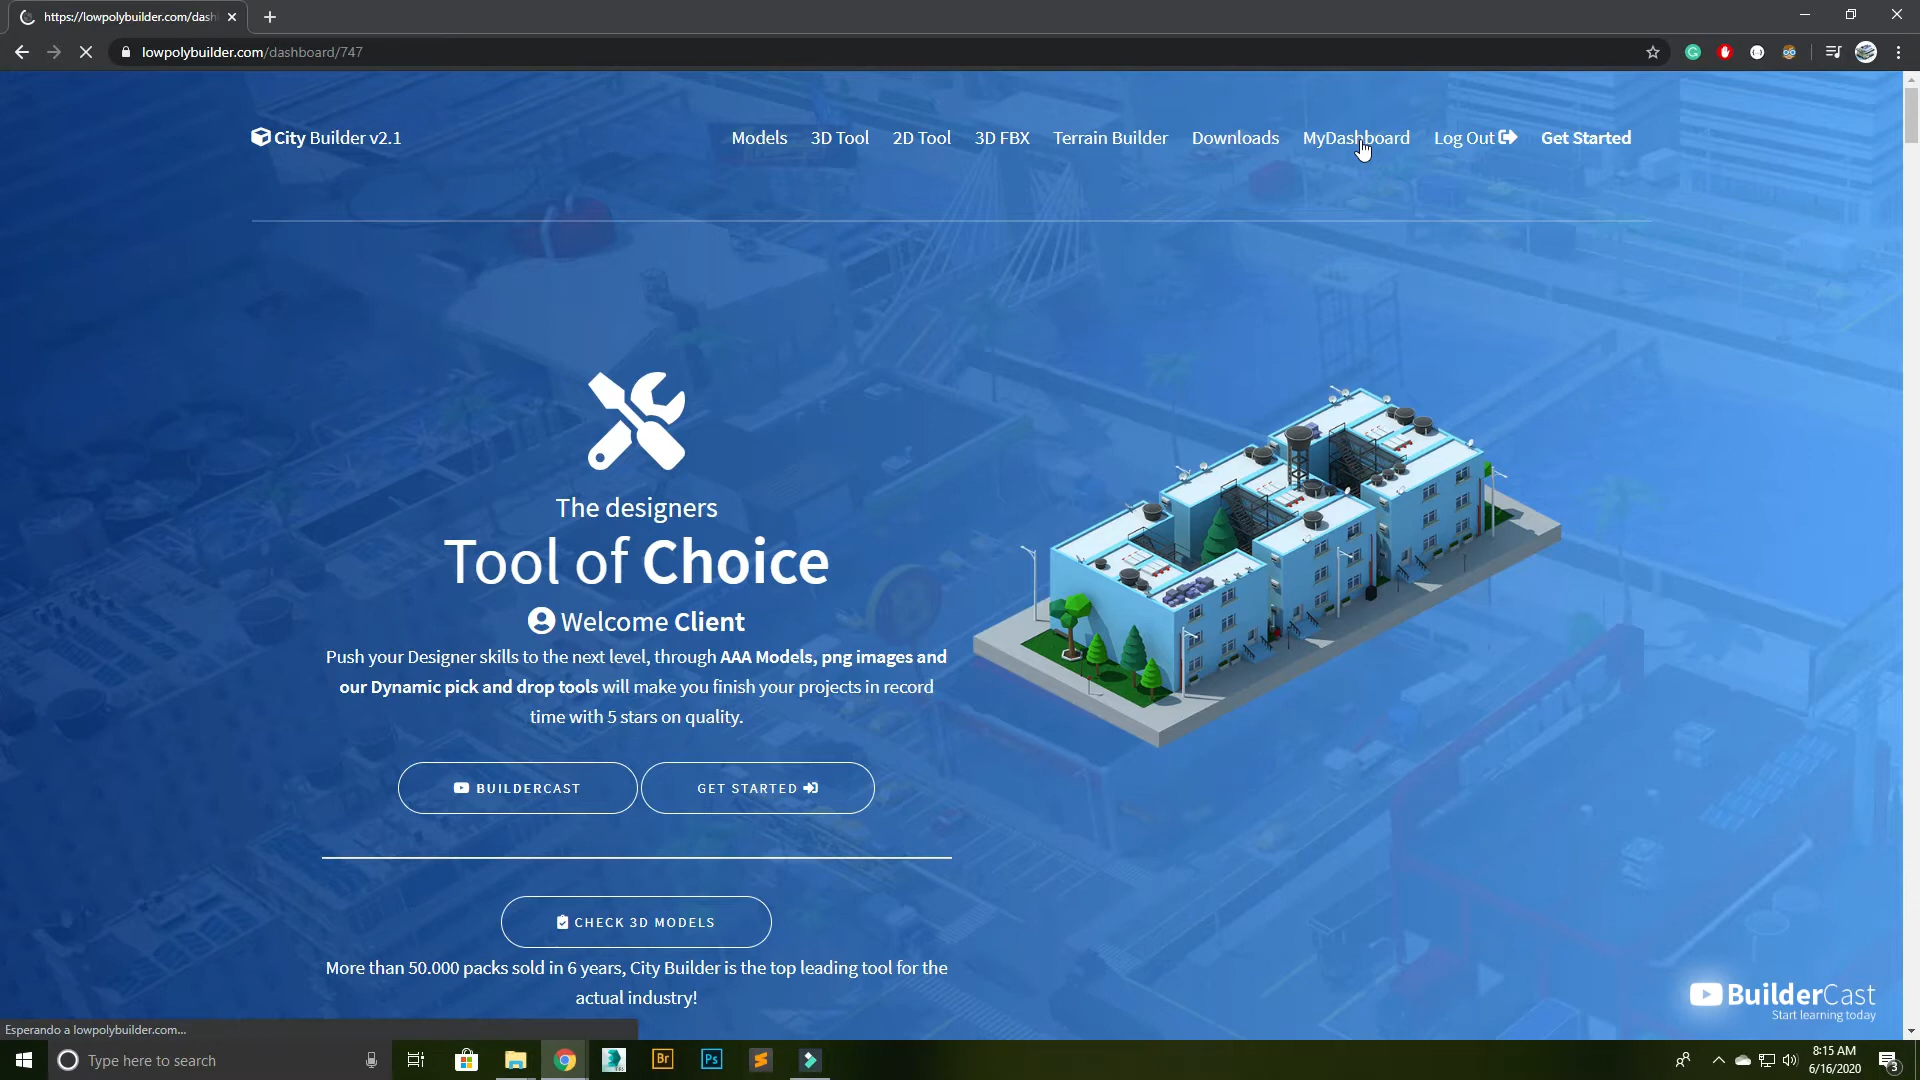 https://lowpolybuilder.com/dash
lowpolybuilder.com/dashboard/747
City Builder v2.1
Models
3D Tool
2D Tool
3D FBX
Terrain Builder
Downloads
MyDashboard
Log Out
Get Started
The designers
Tool of Choice
Welcome Client
Push your Designer skills to the next level, through AAA Models, png images and
our Dynamic pick and drop tools will make you finish your projects in record
time with 5 stars on quality.
BUILDERCAST
GET STARTED
CHECK 3D MODELS
More than 50.000 packs sold in 6 years, City Builder is the top leading tool for the
actual industry!
BuilderCast
Start learning today
Esperando a lowpolybuilder.com...
Type here to search
Br
Ps
8:15 AM
6/16/2020
3